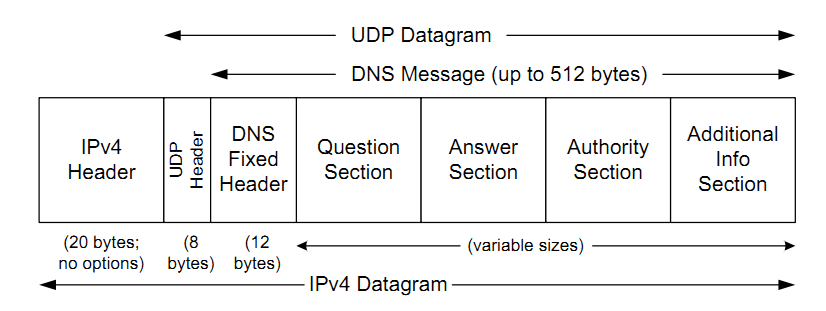 UDP Datagram
DNS Message (up to 512 bytes)
IPv4
Header
UDP
Header
DNS
Fixed
Header
Question
Section
Answer
Section
Authority
Section
Additional
Info
Section
(20 bytes;
no options)
(8
bytes)
(12
bytes)
(variable sizes)
IPv4 Datagram